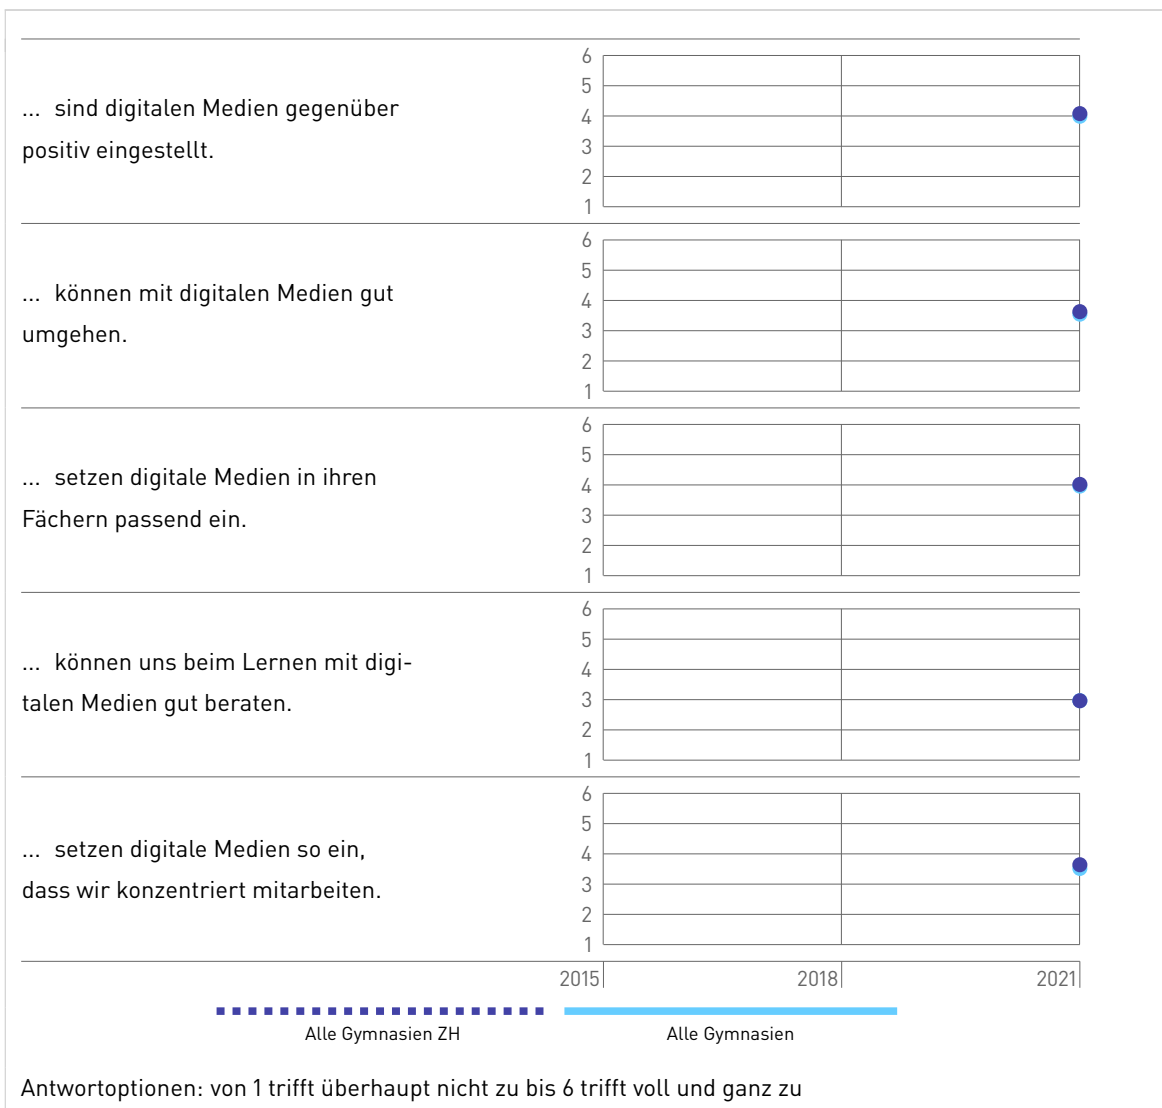 6
5
... sind digitalen Medien gegenüber
4
positiv eingestellt.
3
2
1
6
5
... können mit digitalen Medien gut
4
umgehen.
3
2
1
6
5
... setzen digitale Medien in ihren
4
Fächern passend ein.
3
2
1
6
5
... können uns beim Lernen mit digi-
4
talen Medien gut beraten.
3
2
1
6
5
... setzen digitale Medien so ein,
4
dass wir konzentriert mitarbeiten.
3
2
1
2015 2018 2021
Alle Gymnasien ZH Alle Gymnasien
Antwortoptionen: von 1 trifft überhaupt nicht zu bis 6 trifft voll und ganz zu